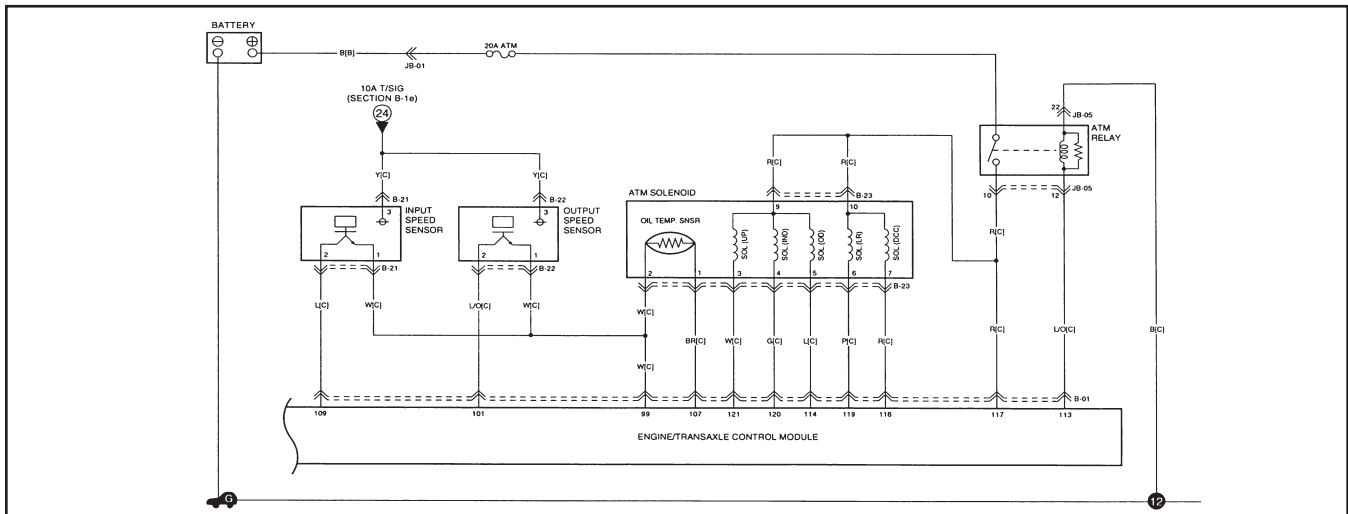 BATTERY
B[B]
JB-01
20A ATM
10A T/SIG
(SECTION B-1e)
24
22
JB-05
ATM
RELAY
Y[C]
Y[C]
R[C]
R[C]
B-21
B-22
ATM SOLENOID
B-23
10
12
JB-05
3
INPUT
SPEED
SENSOR
3
OUTPUT
SPEED
SENSOR
9
10
OIL TEMP. SNSR
SOL (UP)
SOL (IND)
SOL (OD)
SOL (LR)
SOL (DCC)
R[C]
2
1
B-21
2
1
B-22
2
1
3
4
5
6
7
B-23
L[C]
W[C]
L/O[C]
W[C]
W[C]
R[C]
L/O[C]
B[C]
BR[C]
W[C]
G[C]
L[C]
P[C]
R[C]
W[C]
B-01
109
101
99
107
121
120
114
119
116
117
113
ENGINE/TRANSAXLE CONTROL MODULE
G
12